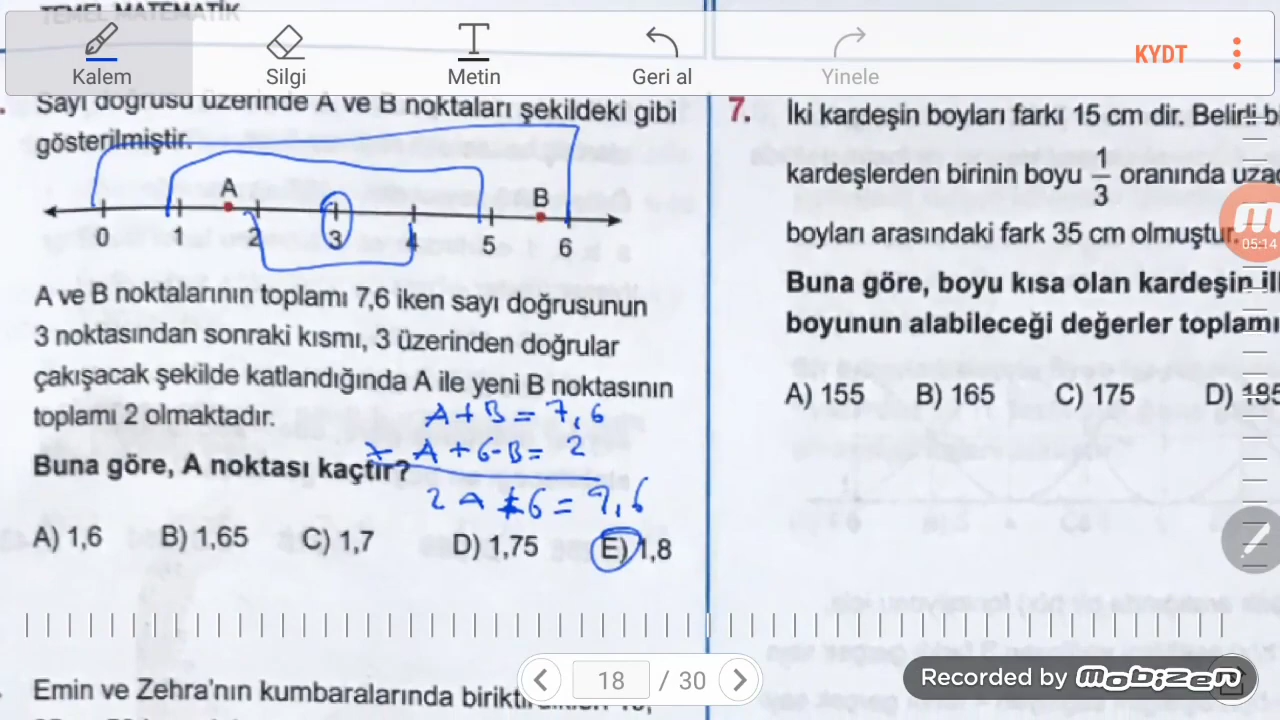 TEMEL MATEMATİK
Kalem
Silgi
Metin
Geri al
Yinele
KYDT
05:14
Sayı doğrusu üzerinde A ve B noktaları şekildeki gibi
gösterilmiştir.
A B
0 1 2 3 4 5 6
A ve B noktalarının toplamı 7,6 iken sayı doğrusunun
3 noktasından sonraki kısmı, 3 üzerinden doğrular
çakışacak şekilde katlandığında A ile yeni B noktasının
toplamı 2 olmaktadır.
A + B = 7,6
+ A + 6 - B = 2
2A + 6 = 9,6
Buna göre, A noktası kaçtır?
A) 1,6 B) 1,65 C) 1,7 D) 1,75 E) 1,8
Emin ve Zehra'nın kumbaralarında
7. İki kardeşin boyları farkı 15 cm dir.
kardeşlerden birinin boyu 1/3 oranında
boyları arasındaki fark 35 cm olmuştur.
Buna göre, boyu kısa olan kardeşin
boyunun alabileceği değerler toplamı
A) 155 B) 165 C) 175 D) 195
18 / 30
Recorded by mobizen